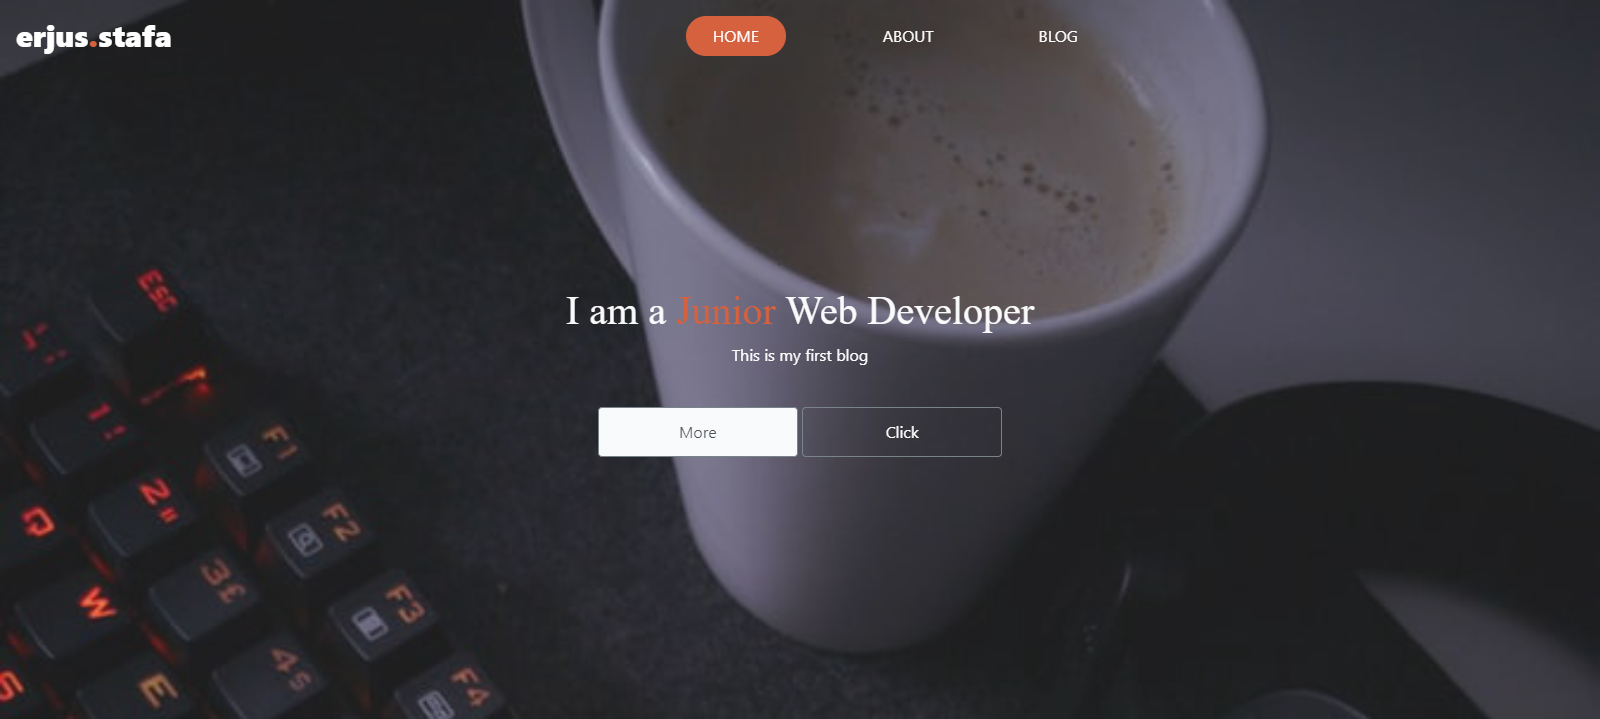 erjus.stafa
HOME ABOUT BLOG
I am a Junior Web Developer
This is my first blog
More Click
ESC
1 !
F1
2 "
F2
Q
3 £
F3
W
4
F4
E
S